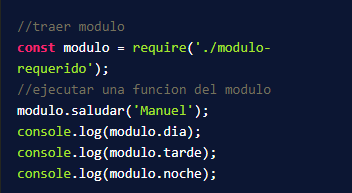 //traer modulo
const modulo = require('./modulo-
requerido');
//ejecutar una funcion del modulo
modulo.saludar('Manuel');
console.log(modulo.dia);
console.log(modulo.tarde);
console.log(modulo.noche);